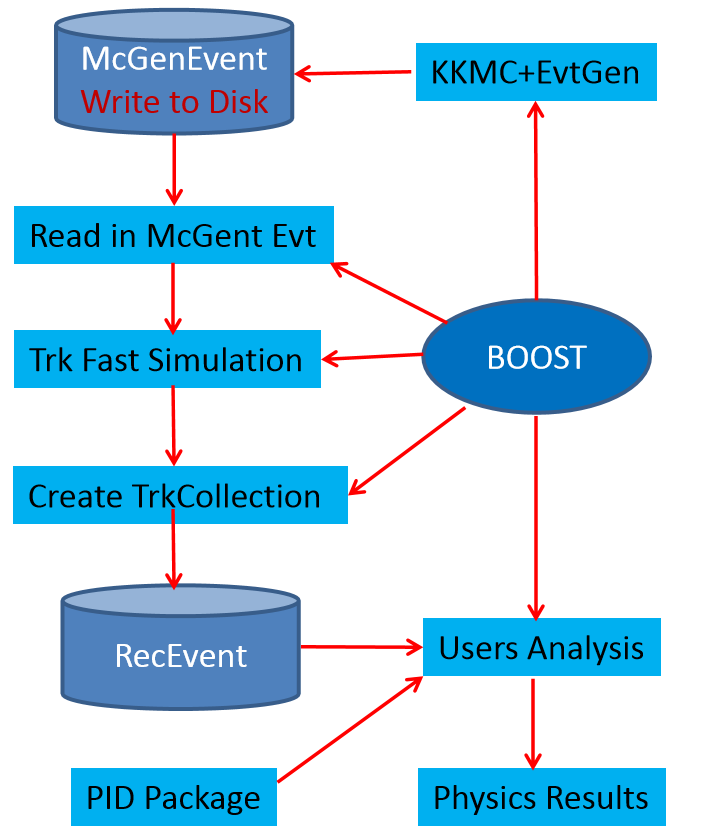 McGenEvent
Write to Disk
KKMC+EvtGen
Read in McGent Evt
Trk Fast Simulation
BOOST
Create TrkCollection
RecEvent
Users Analysis
PID Package
Physics Results